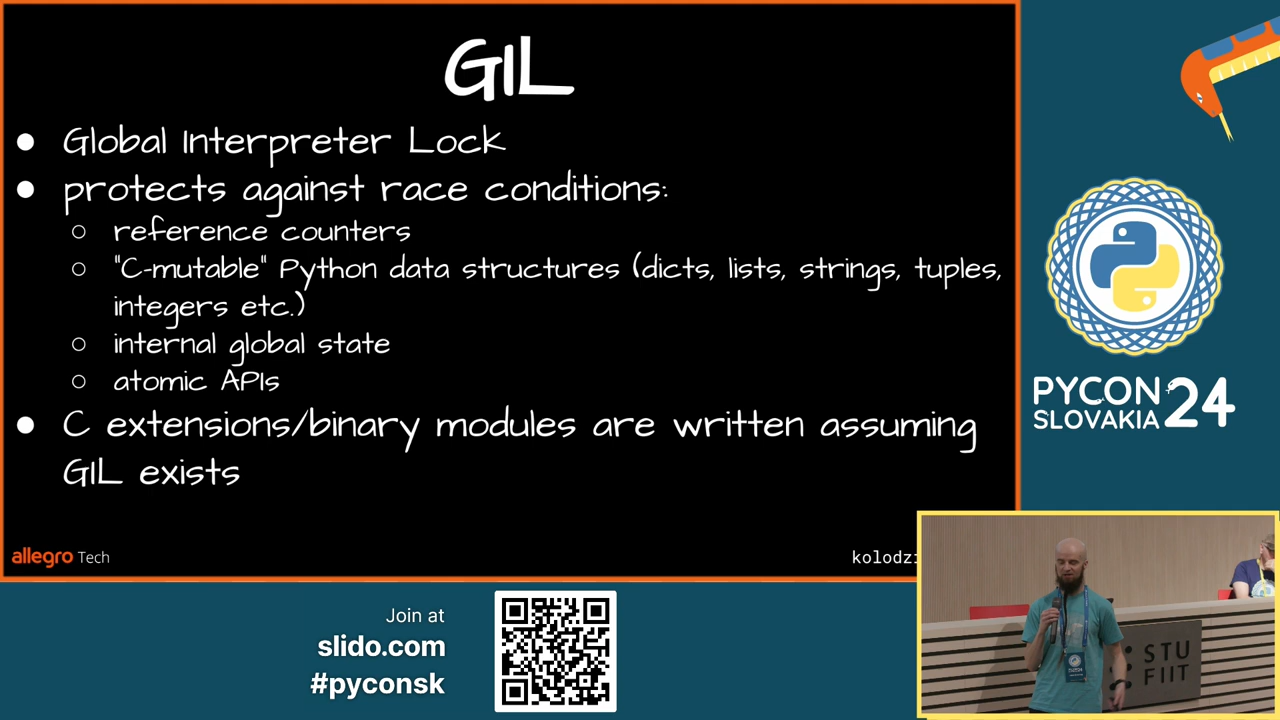 GIL
● Global Interpreter Lock
● protects against race conditions:
○ reference counters
○ "C-mutable" Python data structures (dicts, lists, strings, tuples,
integers etc.)
○ internal global state
○ atomic APIs
● C extensions/binary modules are written assuming
GIL exists
allegro Tech
kolodzi
PYCON 24
SLOVAKIA
Join at
slido.com
#pyconsk
STU
FIIT